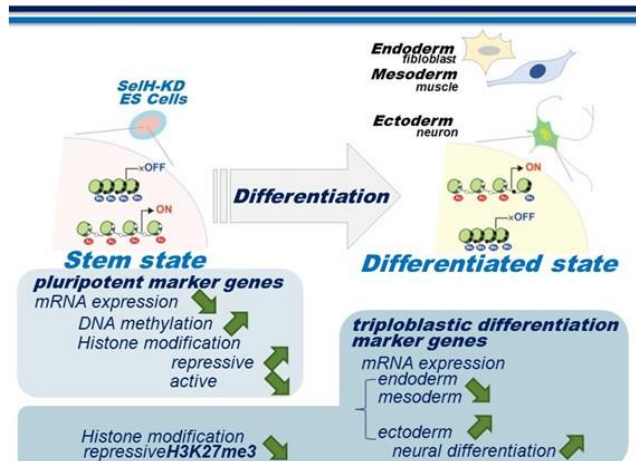 Endoderm
fibloblast
Mesoderm
muscle
SelH-KD
ES Cells
Ectoderm
neuron
×OFF
ON
Differentiation
ON
×OFF
Stem state
Differentiated state
pluripotent marker genes
mRNA expression
DNA methylation
Histone modification
repressive
active
triploblastic differentiation
marker genes
mRNA expression
endoderm
mesoderm
ectoderm
neural differentiation
Histone modification
repressiveH3K27me3